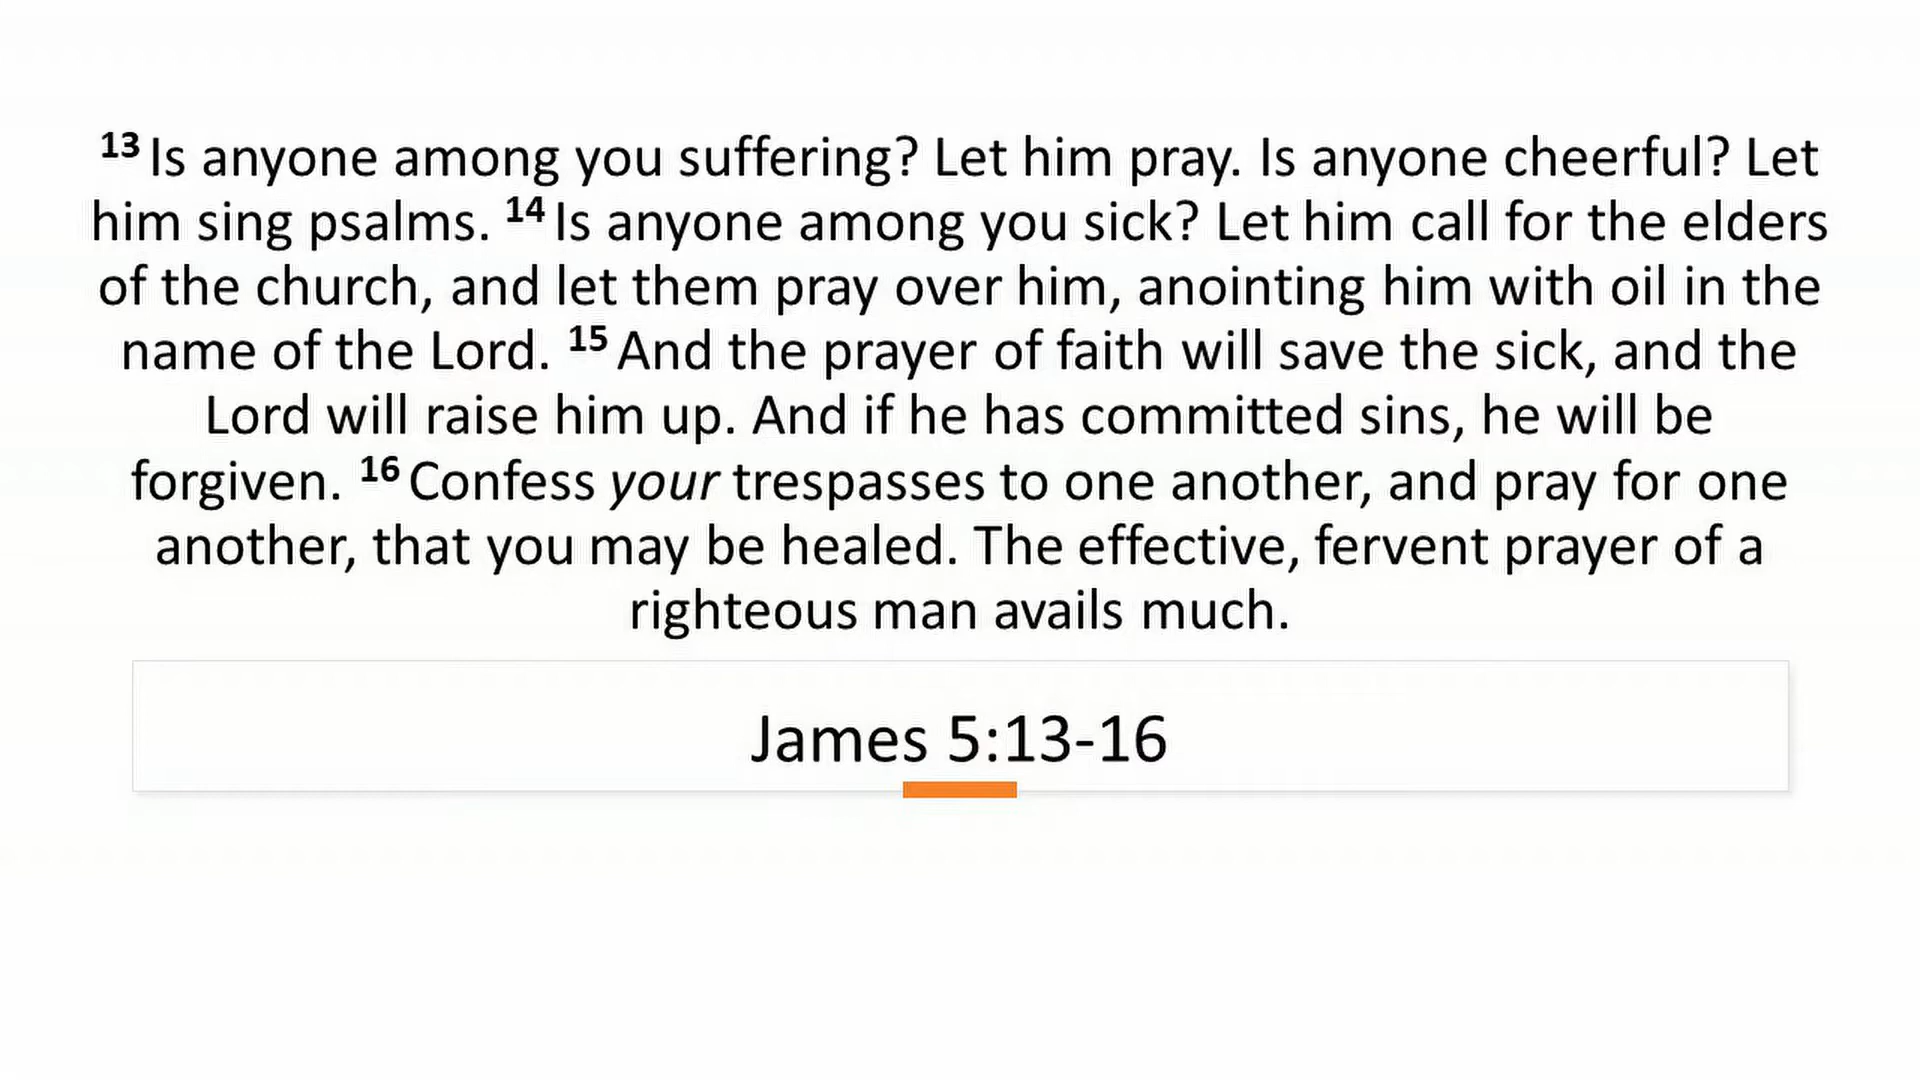 13 Is anyone among you suffering? Let him pray. Is anyone cheerful? Let
him sing psalms. 14 Is anyone among you sick? Let him call for the elders
of the church, and let them pray over him, anointing him with oil in the
name of the Lord. 15 And the prayer of faith will save the sick, and the
Lord will raise him up. And if he has committed sins, he will be
forgiven. 16 Confess your trespasses to one another, and pray for one
another, that you may be healed. The effective, fervent prayer of a
righteous man avails much.
James 5:13-16